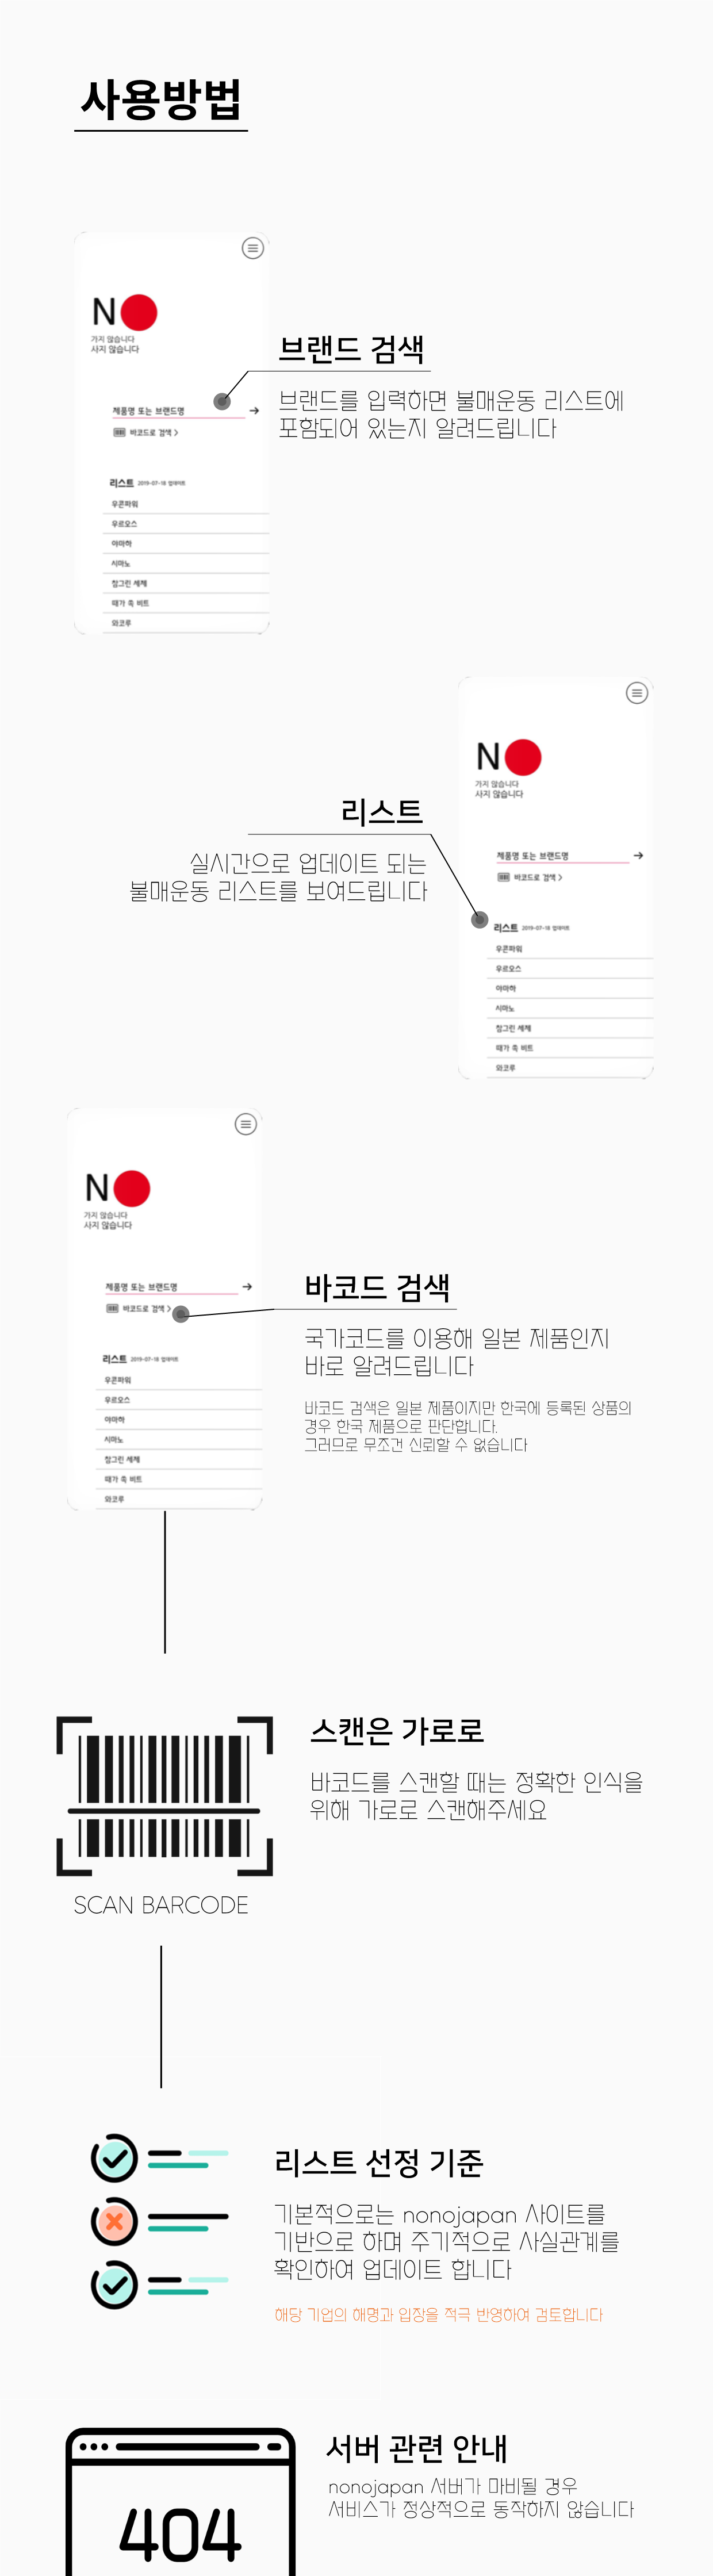 사용방법
N
가지 않습니다
사지 않습니다
브랜드 검색
브랜드를 입력하면 불매운동 리스트에
포함되어 있는지 알려드립니다
제품명 또는 브랜드명
바코드로 검색 >
리스트 2019-07-18 업데이트
우콘파워
우르오스
야마하
시마노
참그린 세제
때가 쏙 비트
와코루
N
가지 않습니다
사지 않습니다
리스트
실시간으로 업데이트 되는
불매운동 리스트를 보여드립니다
제품명 또는 브랜드명
바코드로 검색 >
리스트 2019-07-18 업데이트
우콘파워
우르오스
야마하
시마노
참그린 세제
때가 쏙 비트
와코루
N
가지 않습니다
사지 않습니다
제품명 또는 브랜드명
바코드로 검색 >
리스트 2019-07-18 업데이트
우콘파워
우르오스
야마하
시마노
참그린 세제
때가 쏙 비트
와코루
바코드 검색
국가코드를 이용해 일본 제품인지
바로 알려드립니다
바코드 검색은 일본 제품이지만 한국에 등록된 상품의
경우 한국 제품으로 판단합니다.
그러므로 무조건 신뢰할 수 없습니다
스캔은 가로로
바코드를 스캔할 때는 정확한 인식을
위해 가로로 스캔해주세요
SCAN BARCODE
리스트 선정 기준
기본적으로는 nonojapan 사이트를
기반으로 하며 주기적으로 사실관계를
확인하여 업데이트 합니다
해당 기업의 해명과 입장을 적극 반영하여 검토합니다
서버 관련 안내
nonojapan 서버가 마비될 경우
서비스가 정상적으로 동작하지 않습니다
404